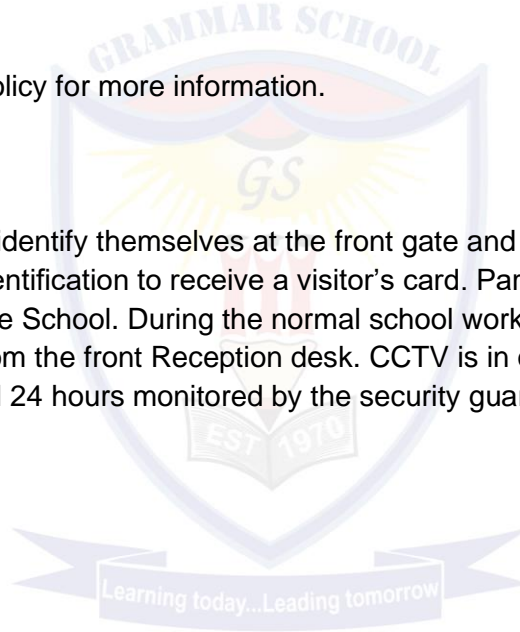 GRAMMAR SCHOOL
olicy for more information.
GS
identify themselves at the front gate and
entification to receive a visitor’s card. Par
e School. During the normal school work
om the front Reception desk. CCTV is in
24 hours monitored by the security gua
EST 1970
Learning today...Leading tomorrow